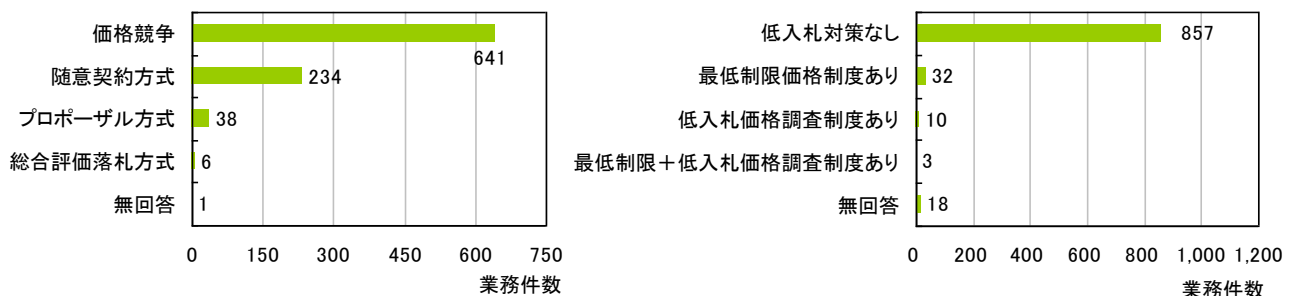 価格競争
641
随意契約方式
234
プロポーザル方式
38
総合評価落札方式
6
無回答
1
0 150 300 450 600 750
業務件数
低入札対策なし
857
最低制限価格制度あり
32
低入札価格調査制度あり
10
最低制限＋低入札価格調査制度あり
3
無回答
18
0 200 400 600 800 1,000 1,200
業務件数